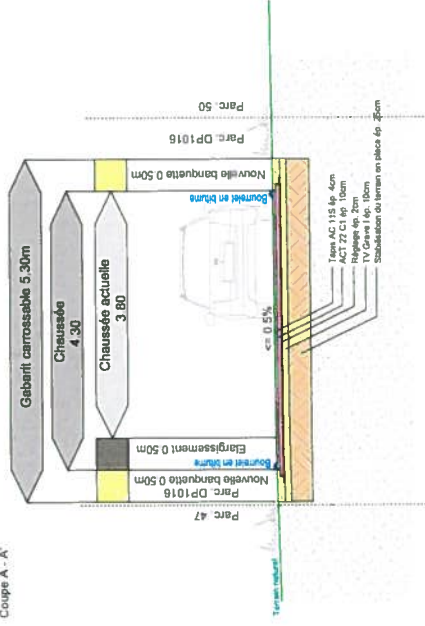 Coupe A - A'
Gabarit carrossable 5.30m
Chaussée
4.30
Chaussée actuelle
3.80
Nouvelle banquette 0.50m
Parc. DP1016
Elargissement 0.50m
Bourrelet en bitume
Parc. 47
Nouvelle banquette 0.50m
Bourrelet en bitume
Parc. DP1016
Parc. 50
<= 0.5%
Terrain naturel
Tapis AC 11S ép. 4cm
ACT 22 C1 ép. 10cm
Réglage ép. 2cm
TV Grave I ép. 10cm
Stabilisation du terrain en place ép. 25cm